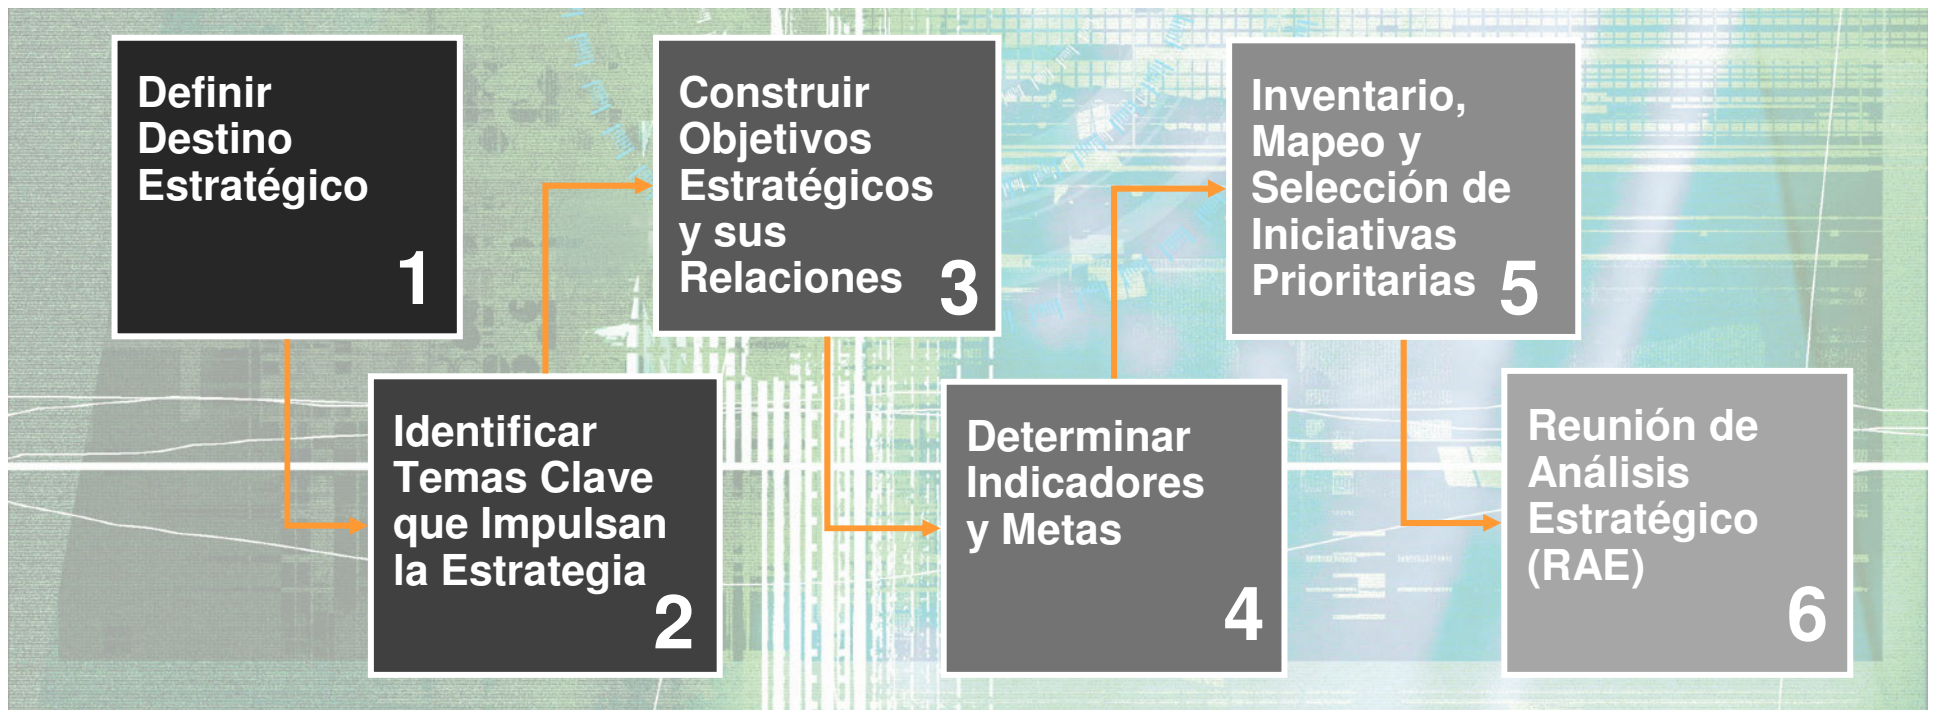 Definir
Destino
Estratégico
1
Identificar
Temas Clave
que Impulsan
la Estrategia
2
Construir
Objetivos
Estratégicos
y sus
Relaciones
3
Determinar
Indicadores
y Metas
4
Inventario,
Mapeo y
Selección de
Iniciativas
Prioritarias
5
Reunión de
Análisis
Estratégico
(RAE)
6